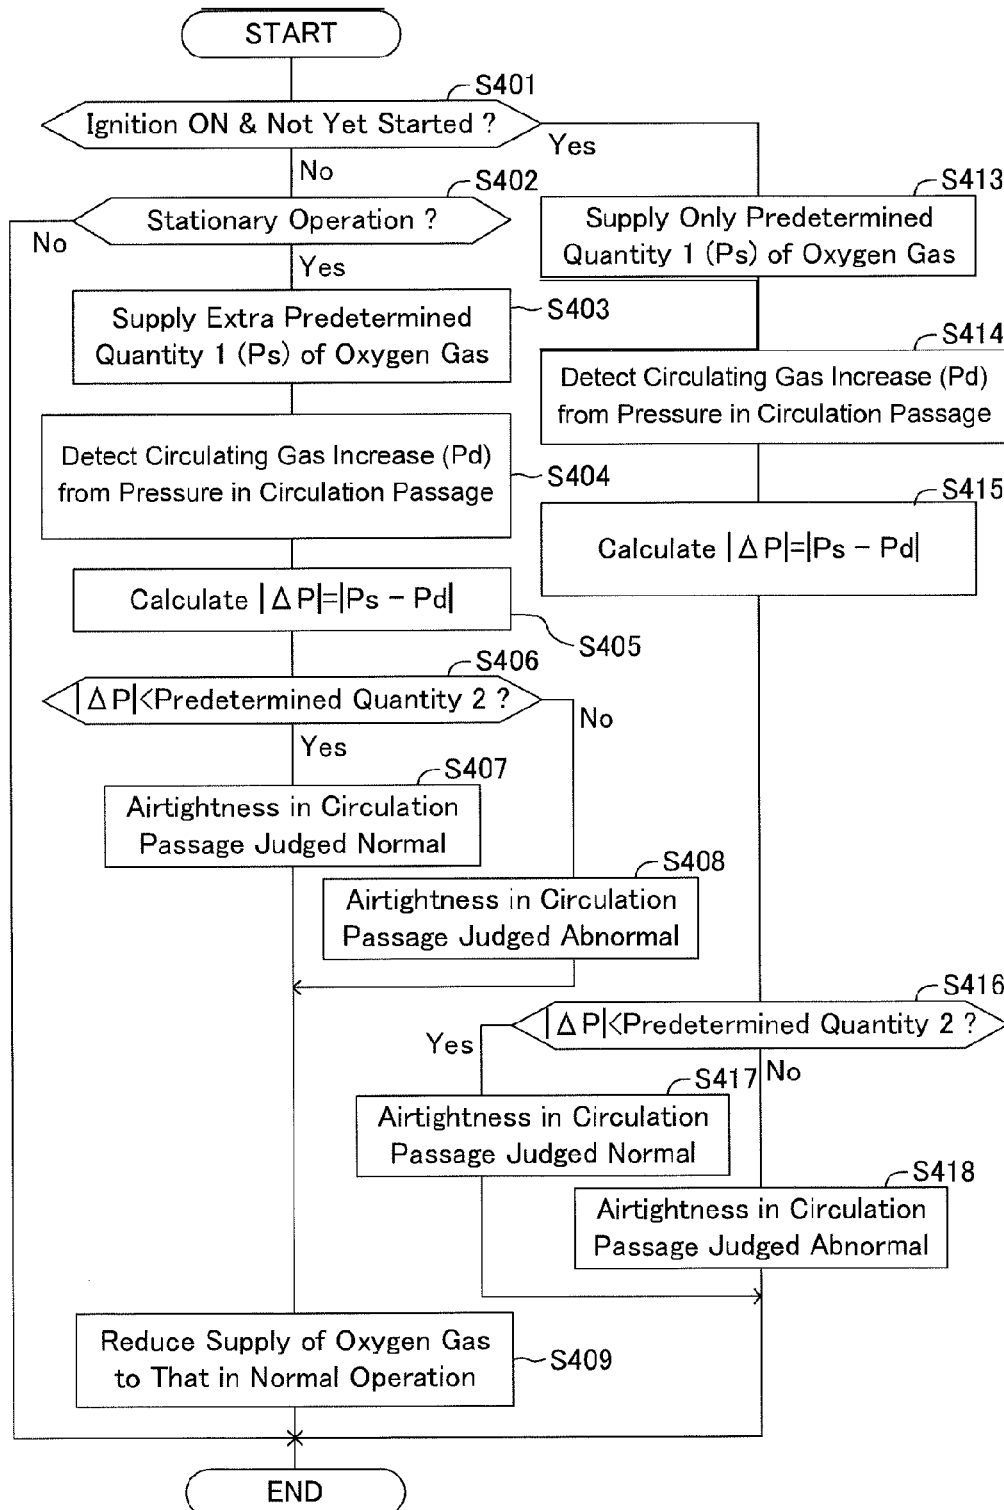 START
S401
Ignition ON & Not Yet Started ?
Yes
No
S402
Stationary Operation ?
No
Yes
S413
Supply Only Predetermined
Quantity 1 (Ps) of Oxygen Gas
S403
Supply Extra Predetermined
Quantity 1 (Ps) of Oxygen Gas
S414
Detect Circulating Gas Increase (Pd)
from Pressure in Circulation Passage
S404
Detect Circulating Gas Increase (Pd)
from Pressure in Circulation Passage
S415
Calculate |ΔP|=|Ps − Pd|
Calculate |ΔP|=|Ps − Pd|
S405
S406
|ΔP|<Predetermined Quantity 2 ?
No
Yes
S407
Airtightness in Circulation
Passage Judged Normal
S408
Airtightness in Circulation
Passage Judged Abnormal
S416
|ΔP|<Predetermined Quantity 2 ?
Yes
No
S417
Airtightness in Circulation
Passage Judged Normal
S418
Airtightness in Circulation
Passage Judged Abnormal
Reduce Supply of Oxygen Gas
to That in Normal Operation
S409
END